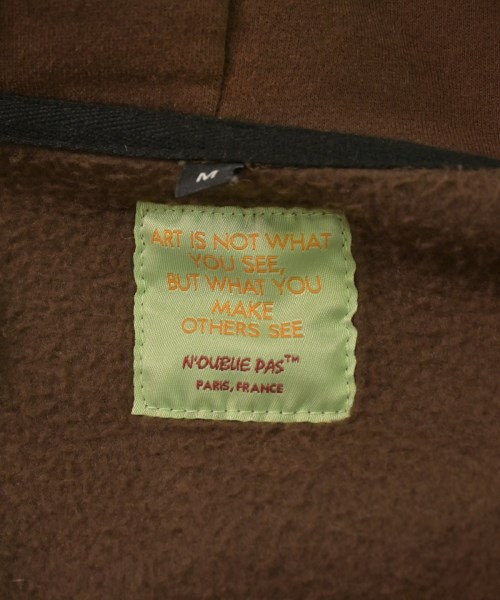 M
ART IS NOT WHAT
YOU SEE,
BUT WHAT YOU
MAKE
OTHERS SEE
N'OUBLIE PAS™
PARIS, FRANCE